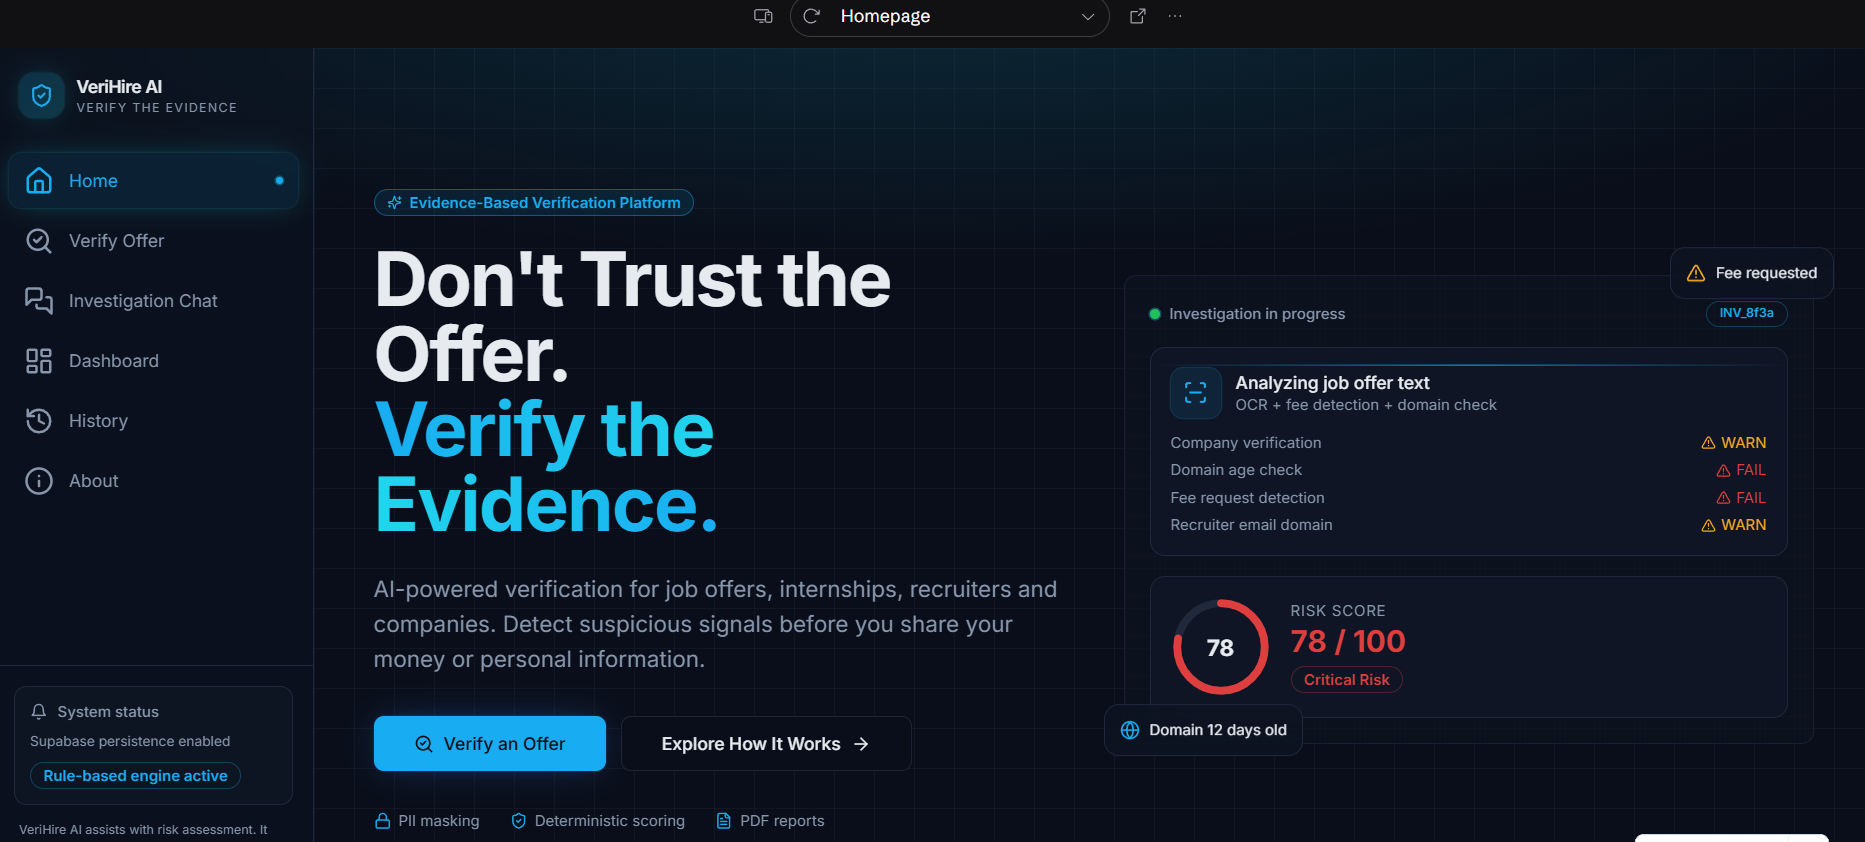 Homepage
VeriHire AI
VERIFY THE EVIDENCE
Home
Verify Offer
Investigation Chat
Dashboard
History
About
System status
Supabase persistence enabled
Rule-based engine active
VeriHire AI assists with risk assessment. It
Evidence-Based Verification Platform
Don't Trust the
Offer.
Verify the
Evidence.
AI-powered verification for job offers, internships, recruiters and
companies. Detect suspicious signals before you share your
money or personal information.
Verify an Offer
Explore How It Works
PII masking
Deterministic scoring
PDF reports
Fee requested
Investigation in progress
INV_8f3a
Analyzing job offer text
OCR + fee detection + domain check
Company verification WARN
Domain age check FAIL
Fee request detection FAIL
Recruiter email domain WARN
78
RISK SCORE
78 / 100
Critical Risk
Domain 12 days old